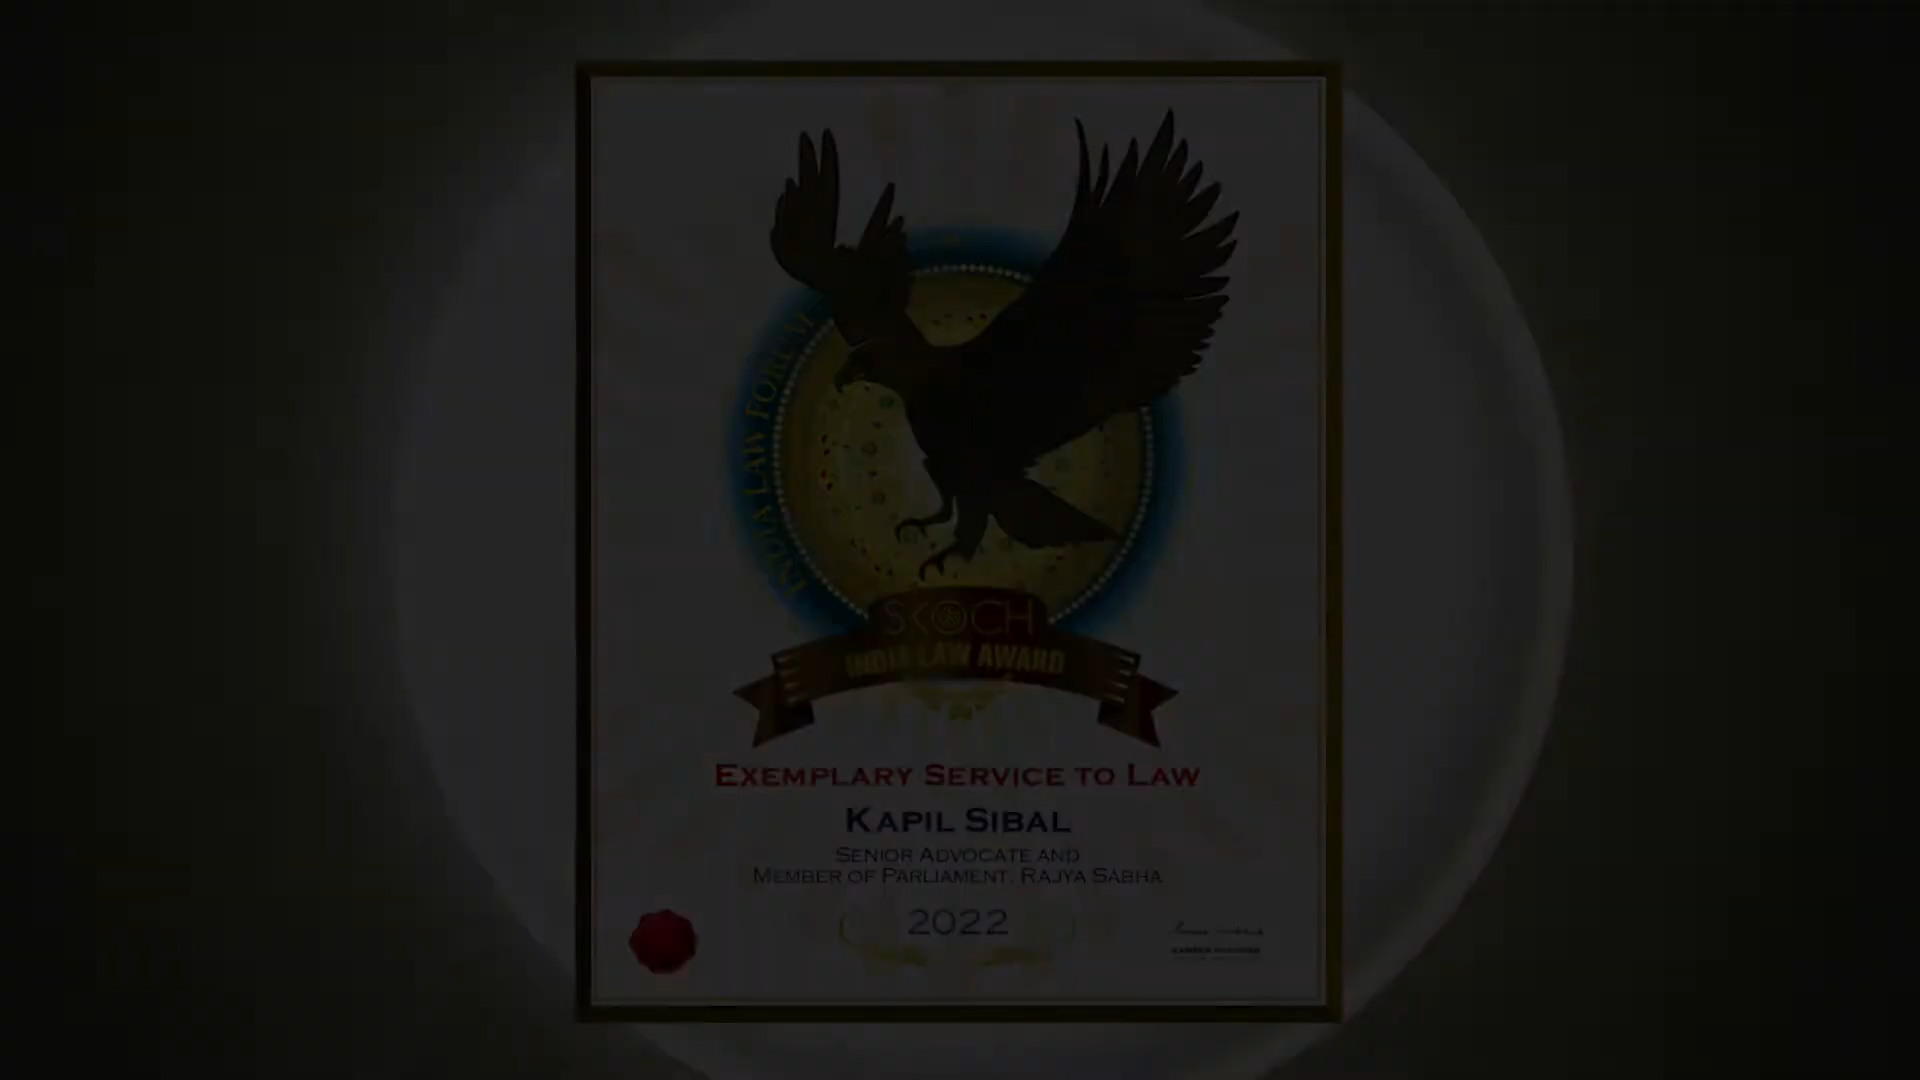 INDIA LAW FORUM
SKOCH
INDIA LAW AWARD
EXEMPLARY SERVICE TO LAW
KAPIL SIBAL
SENIOR ADVOCATE AND
MEMBER OF PARLIAMENT, RAJYA SABHA
2022